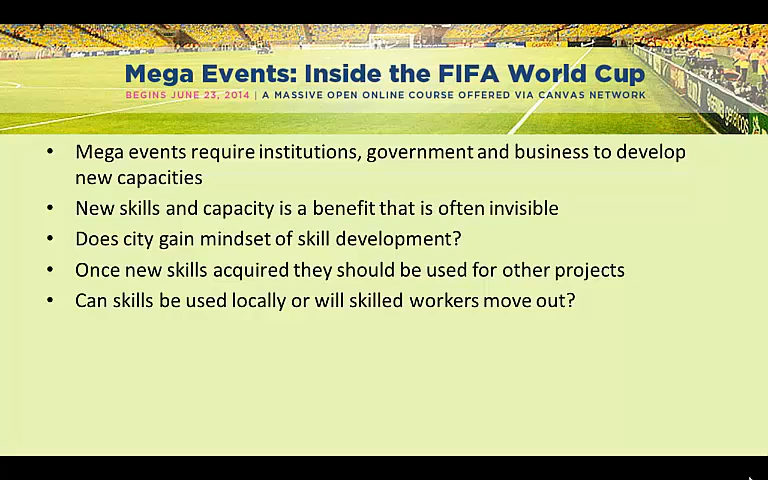 Mega Events: Inside the FIFA World Cup
BEGINS JUNE 23, 2014 | A MASSIVE OPEN ONLINE COURSE OFFERED VIA CANVAS NETWORK
• Mega events require institutions, government and business to develop
new capacities
• New skills and capacity is a benefit that is often invisible
• Does city gain mindset of skill development?
• Once new skills acquired they should be used for other projects
• Can skills be used locally or will skilled workers move out?